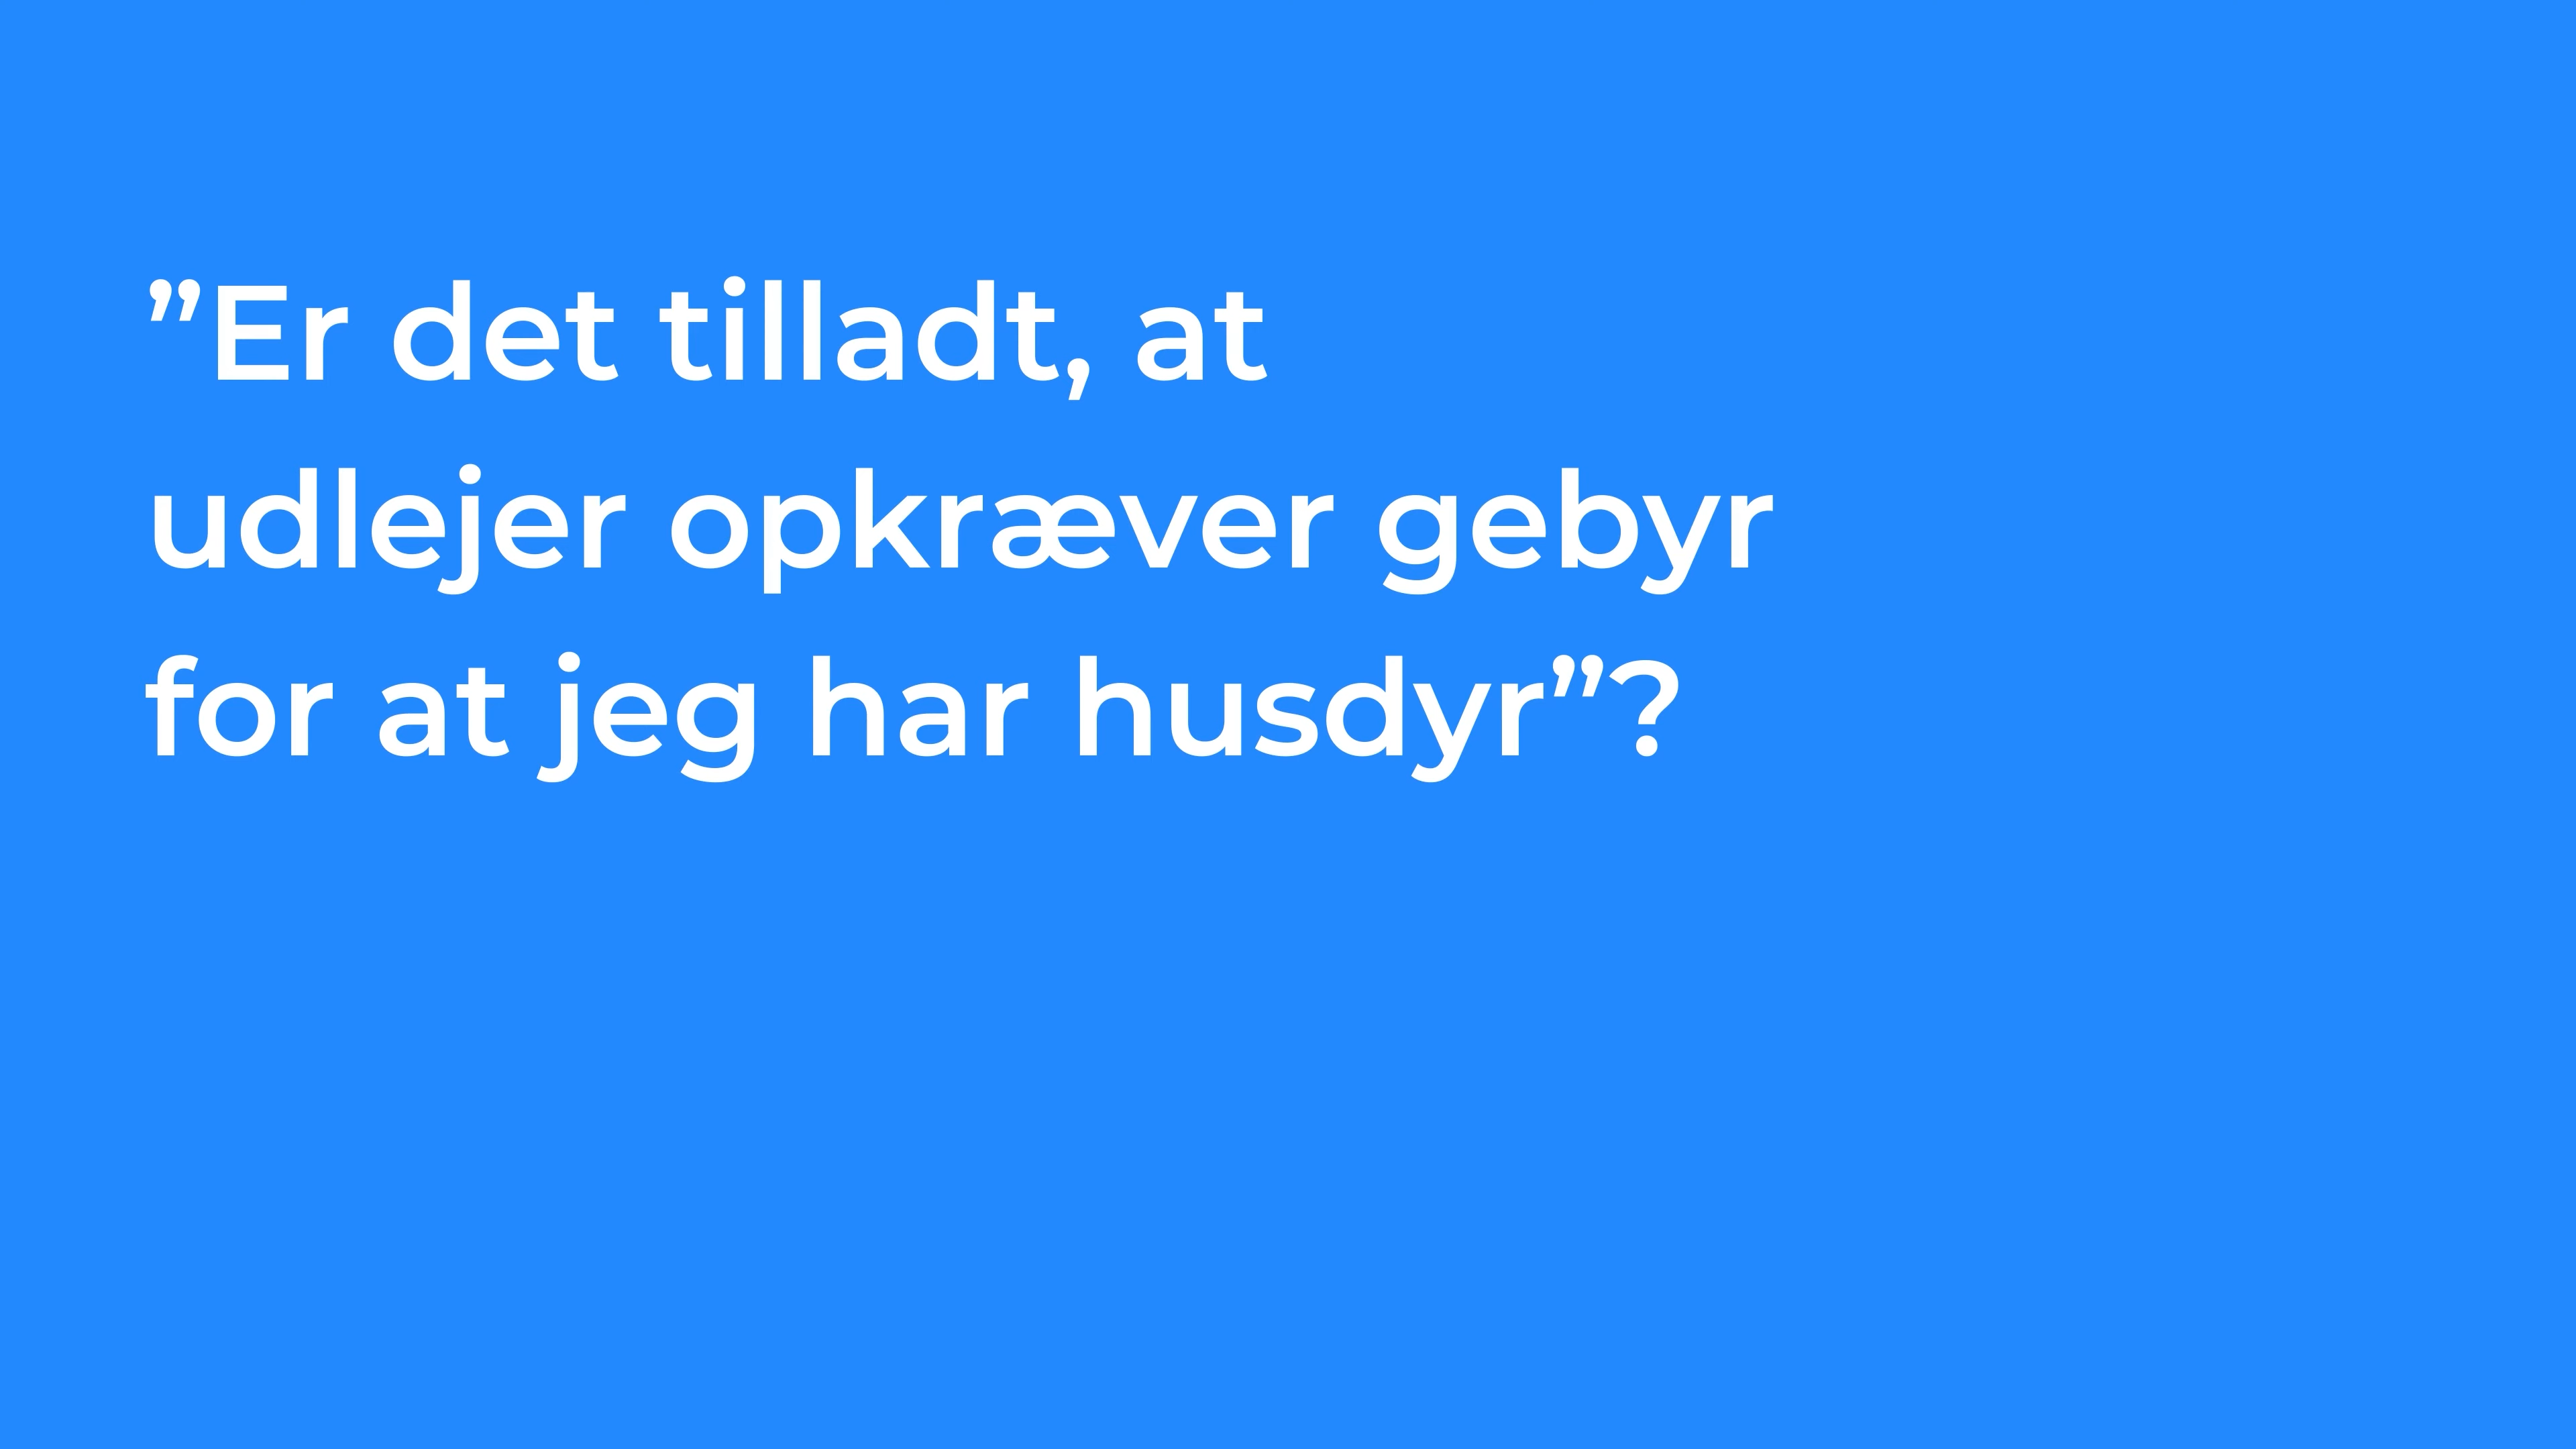 ”Er det tilladt, at
udlejer opkræver gebyr
for at jeg har husdyr”?